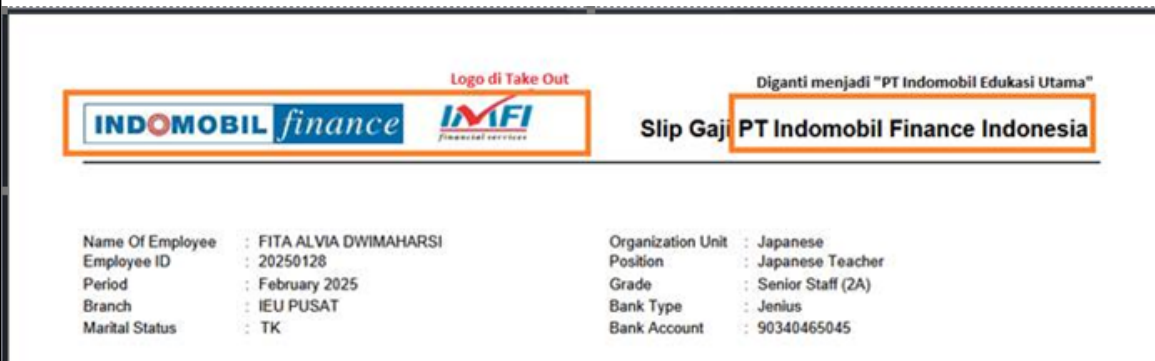 Logo di Take Out
Diganti menjadi "PT Indomobil Edukasi Utama"
INDOMOBIL finance
IMFI
financial services
Slip Gaji PT Indomobil Finance Indonesia
Name Of Employee : FITA ALVIA DWIMAHARSI
Employee ID : 20250128
Period : February 2025
Branch : IEU PUSAT
Marital Status : TK
Organization Unit : Japanese
Position : Japanese Teacher
Grade : Senior Staff (2A)
Bank Type : Jenius
Bank Account : 90340465045